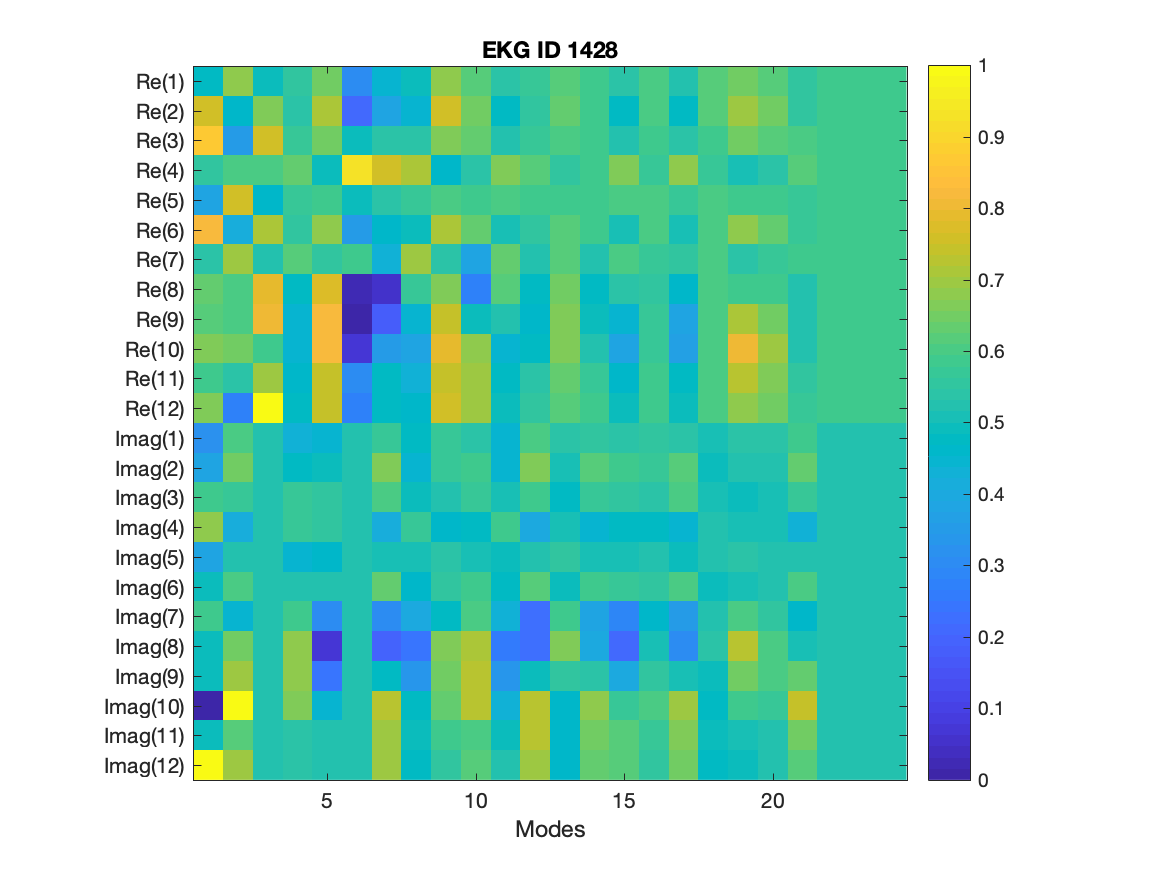 EKG ID 1428
Re(1)
Re(2)
Re(3)
Re(4)
Re(5)
Re(6)
Re(7)
Re(8)
Re(9)
Re(10)
Re(11)
Re(12)
Imag(1)
Imag(2)
Imag(3)
Imag(4)
Imag(5)
Imag(6)
Imag(7)
Imag(8)
Imag(9)
Imag(10)
Imag(11)
Imag(12)
5 10 15 20
Modes
1
0.9
0.8
0.7
0.6
0.5
0.4
0.3
0.2
0.1
0